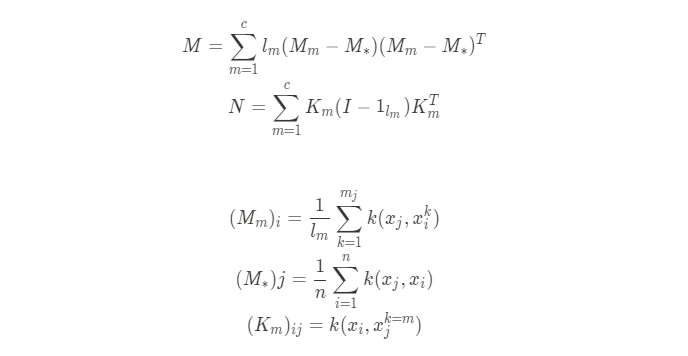 M = \sum_{m=1}^{c} l_m(M_m − M_*)(M_m − M_*)^T
N = \sum_{m=1}^{c} K_m(I − 1_{l_m})K_m^T
(M_m)_i = \frac{1}{l_m} \sum_{k=1}^{m_j} k(x_j, x_i^k)
(M_*)j = \frac{1}{n} \sum_{i=1}^{n} k(x_j, x_i)
(K_m)_{ij} = k(x_i, x_j^{k=m})